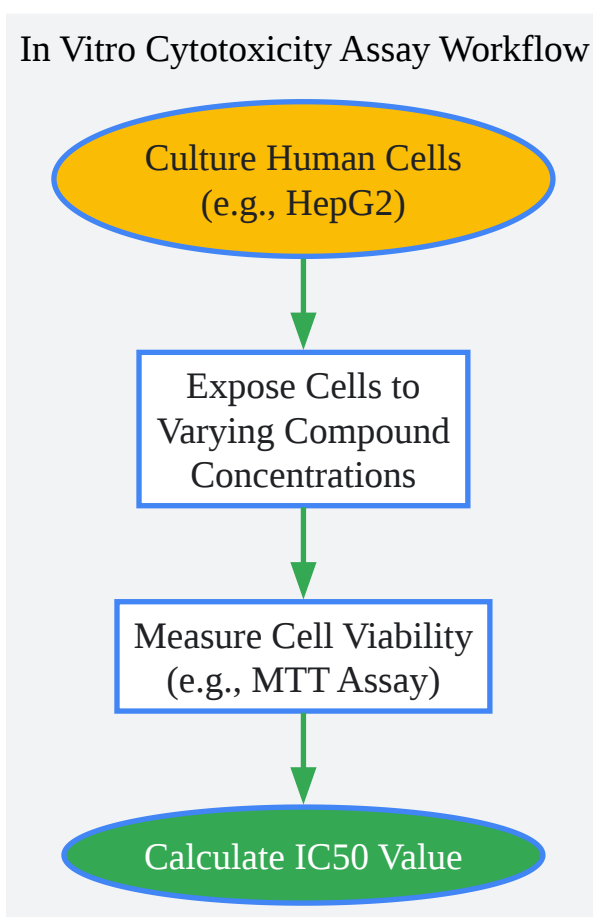 In Vitro Cytotoxicity Assay Workflow
Culture Human Cells
(e.g., HepG2)
Expose Cells to
Varying Compound
Concentrations
Measure Cell Viability
(e.g., MTT Assay)
Calculate IC50 Value